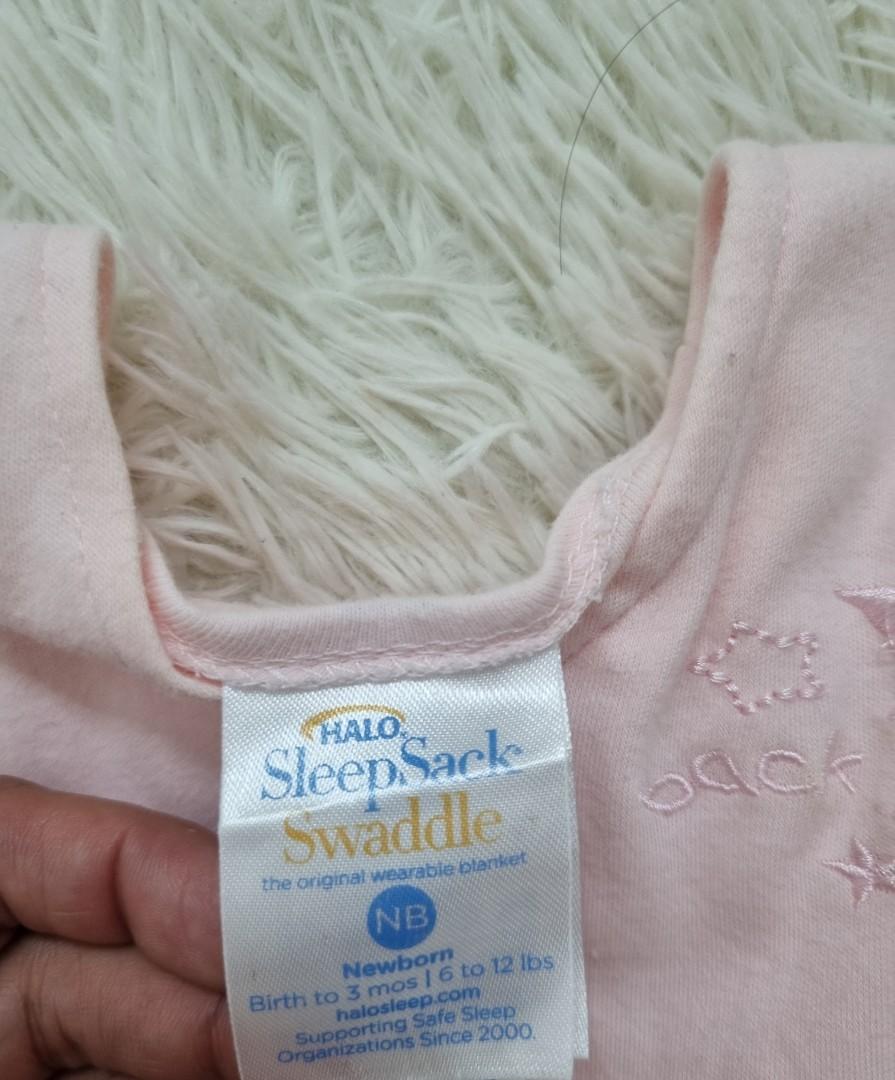 HALO
SleepSack
Swaddle
the original wearable blanket
NB
Newborn
Birth to 3 mos | 6 to 12 lbs
halosleep.com
Supporting Safe Sleep
Organizations Since 2000.
back